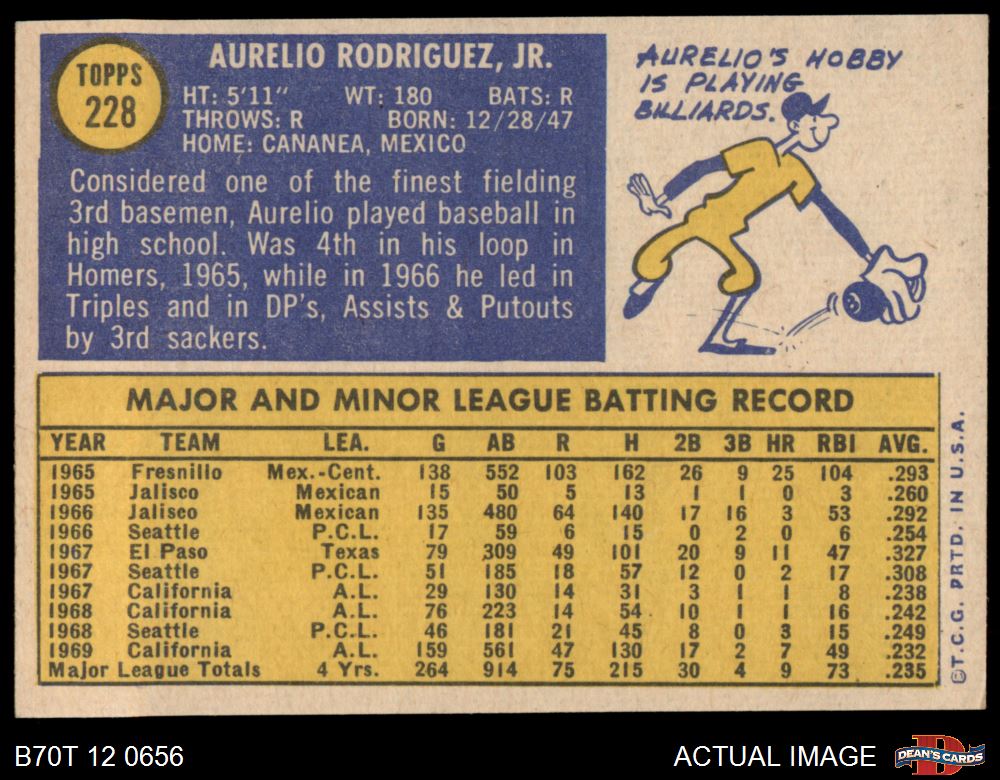 TOPPS
228
AURELIO RODRIGUEZ, JR.
HT: 5'11" WT: 180 BATS: R
THROWS: R BORN: 12/28/47
HOME: CANANEA, MEXICO
Considered one of the finest fielding
3rd basemen, Aurelio played baseball in
high school. Was 4th in his loop in
Homers, 1965, while in 1966 he led in
Triples and in DP's, Assists & Putouts
by 3rd sackers.
AURELIO'S HOBBY
IS PLAYING
BILLIARDS.
MAJOR AND MINOR LEAGUE BATTING RECORD
YEAR TEAM LEA. G AB R H 2B 3B HR RBI AVG.
1965 Fresnillo Mex.-Cent. 138 552 103 162 26 9 25 104 .293
1965 Jalisco Mexican 15 50 5 13 1 1 0 3 .260
1966 Jalisco Mexican 135 480 64 140 17 16 3 53 .292
1966 Seattle P.C.L. 17 59 6 15 0 2 0 6 .254
1967 El Paso Texas 79 309 49 101 20 9 11 47 .327
1967 Seattle P.C.L. 51 185 18 57 12 0 2 17 .308
1967 California A.L. 29 130 14 31 3 1 1 8 .238
1968 California A.L. 76 223 14 54 10 1 1 16 .242
1968 Seattle P.C.L. 46 181 21 45 8 0 3 15 .249
1969 California A.L. 159 561 47 130 17 2 7 49 .232
Major League Totals 4 Yrs. 264 914 75 215 30 4 9 73 .235
©T.C.G. PRTD. IN U.S.A.
B70T 12 0656
ACTUAL IMAGE
D
DEAN'S CARDS